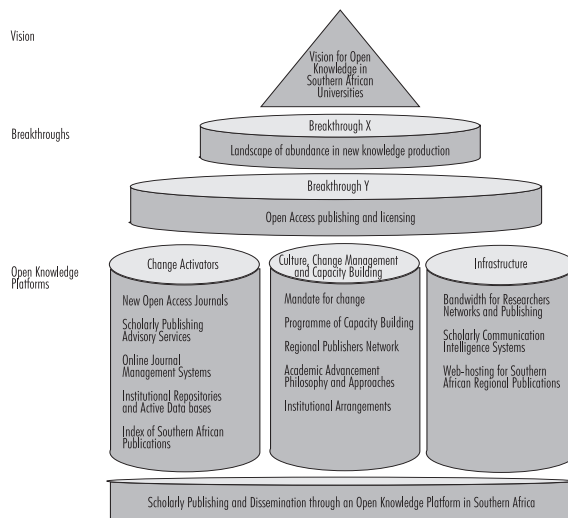 Vision
Vision for Open
Knowledge in
Southern African
Universities
Breakthroughs
Breakthrough X
Landscape of abundance in new knowledge production
Breakthrough Y
Open Access publishing and licensing
Open Knowledge
Platforms
Change Activators
New Open Access Journals
Scholarly Publishing
Advisory Services
Online Journal
Management Systems
Institutional Repositories
and Active Data bases
Index of Southern African
Publications
Culture, Change Management
and Capacity Building
Mandate for change
Programme of Capacity Building
Regional Publishers Network
Academic Advancement
Philosophy and Approaches
Institutional Arrangements
Infrastructure
Bandwidth for Researchers
Networks and Publishing
Scholarly Communication
Intelligence Systems
Web-hosting for Southern
African Regional Publications
Scholarly Publishing and Dissemination through an Open Knowledge Platform in Southern Africa